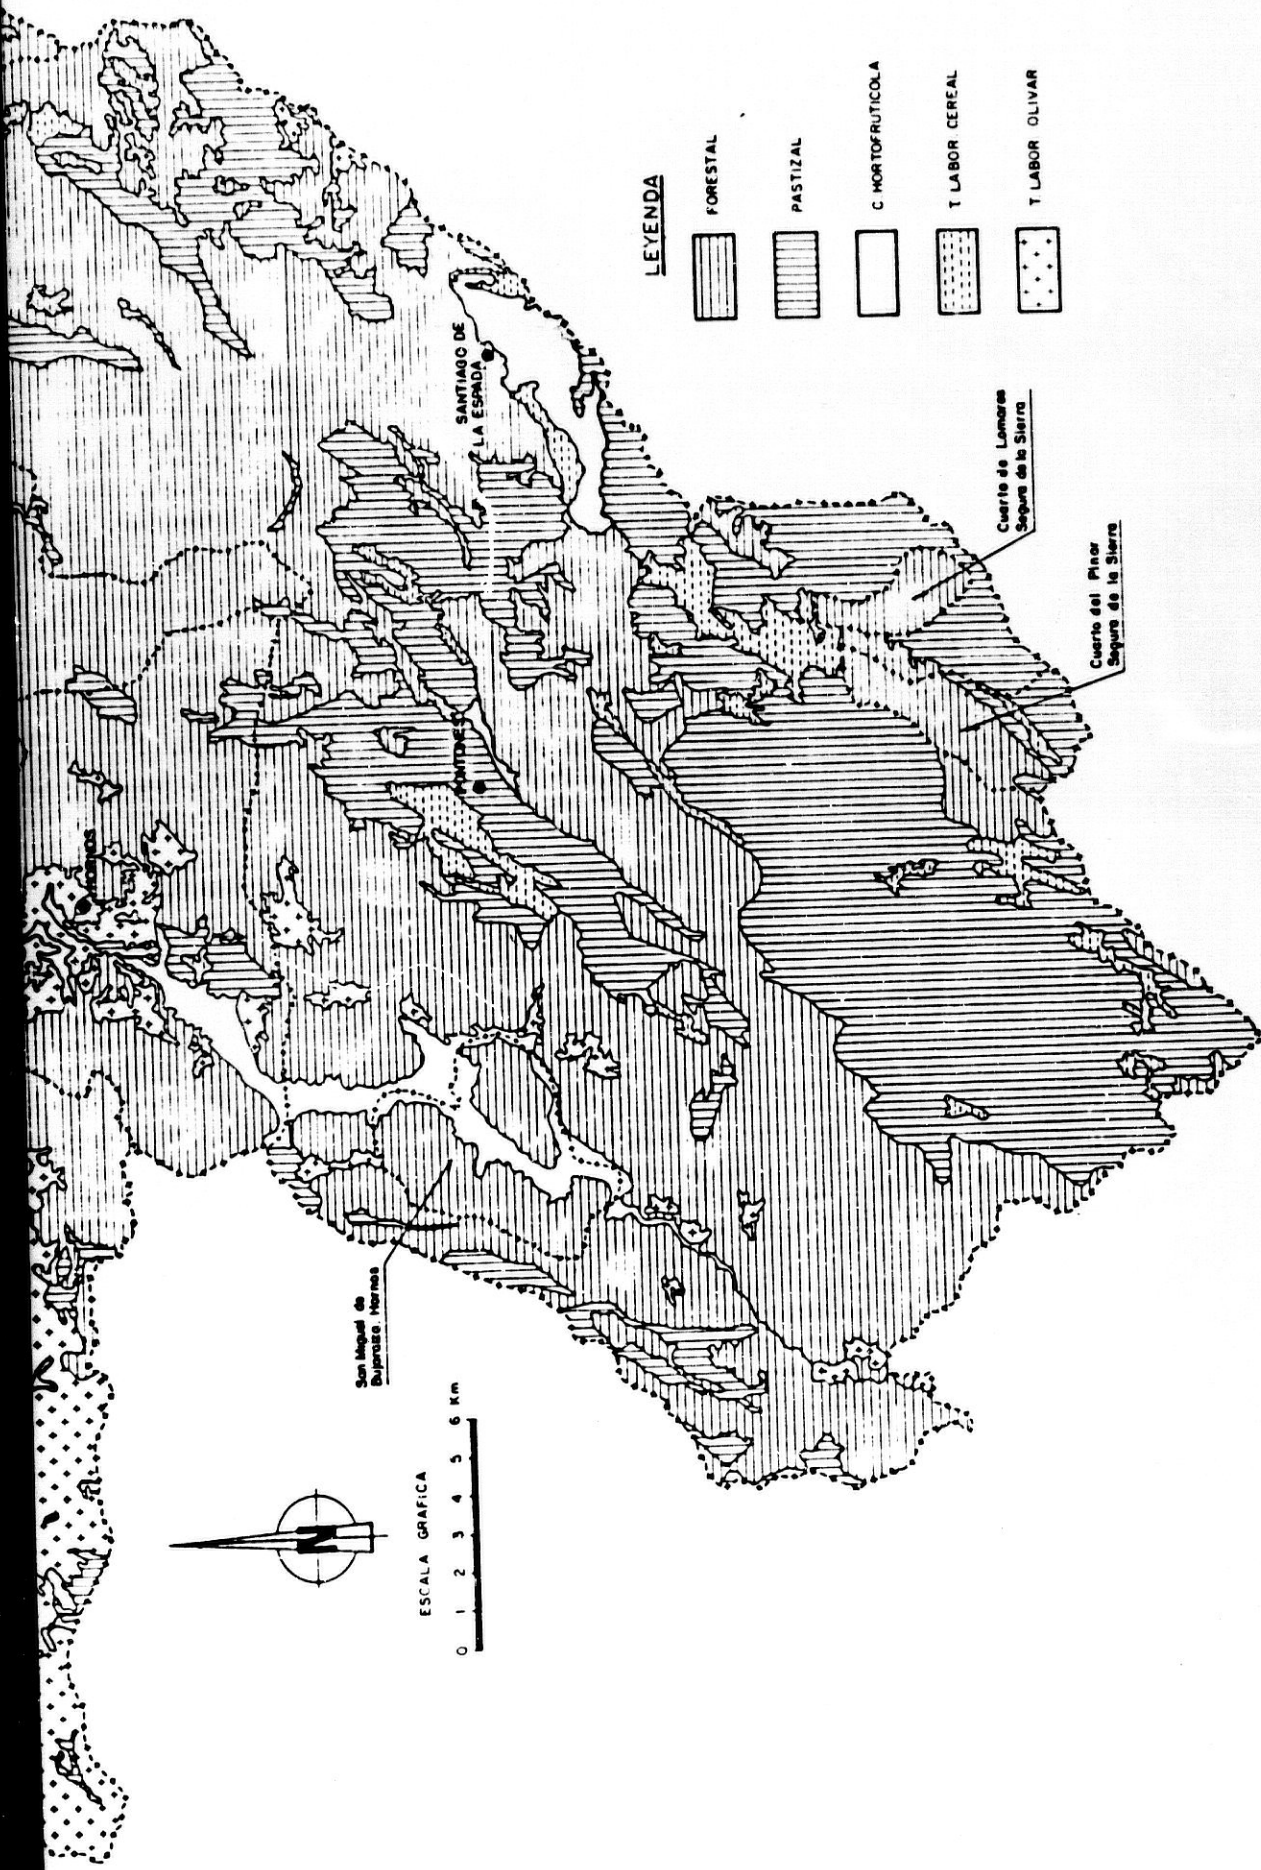 HORNOS
SANTIAGO DE
LA ESPADA
PONTONES
San Miguel de
Bujaraiza. Hornos
N
ESCALA GRAFICA
0 1 2 3 4 5 6 Km
LEYENDA
FORESTAL
PASTIZAL
C HORTOFRUTICOLA
T LABOR CEREAL
T. LABOR OLIVAR
Cuarto de Lomares
Segura de la Sierra
Cuarto del Pinar
Segura de la Sierra